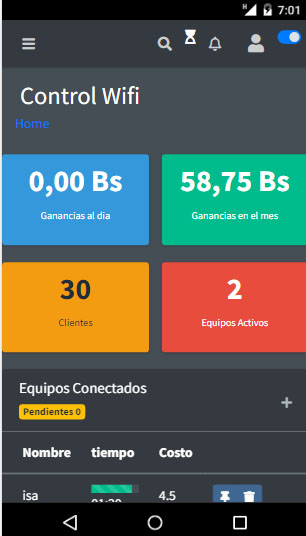 H 7:01
Control Wifi
Home
0,00 Bs
Ganancias al dia
58,75 Bs
Ganancias en el mes
30
Clientes
2
Equipos Activos
Equipos Conectados
Pendientes 0
Nombre tiempo Costo
isa 4.5